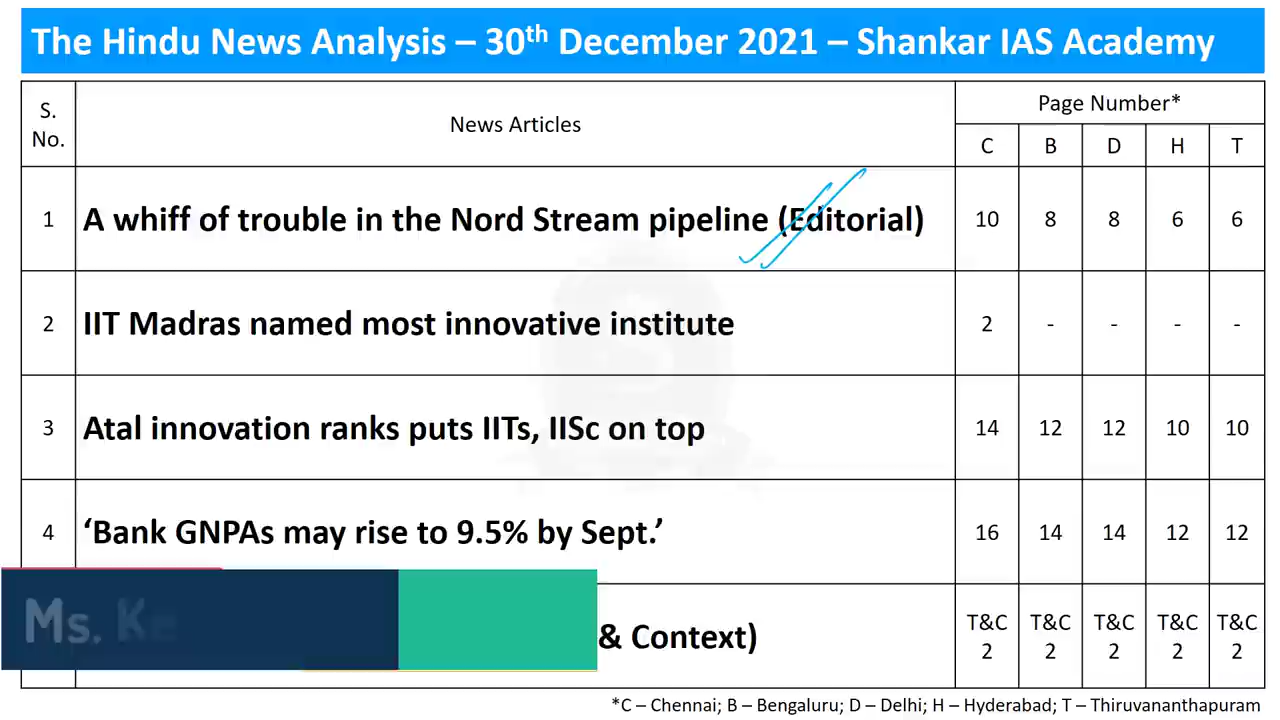 The Hindu News Analysis – 30th December 2021 – Shankar IAS Academy
S. No. News Articles Page Number*
C B D H T
1 A whiff of trouble in the Nord Stream pipeline (Editorial) 10 8 8 6 6
2 IIT Madras named most innovative institute 2 - - - -
3 Atal innovation ranks puts IITs, IISc on top 14 12 12 10 10
4 ‘Bank GNPAs may rise to 9.5% by Sept.’ 16 14 14 12 12
& Context) T&C 2 T&C 2 T&C 2 T&C 2 T&C 2
Ms. Ke
*C – Chennai; B – Bengaluru; D – Delhi; H – Hyderabad; T – Thiruvananthapuram